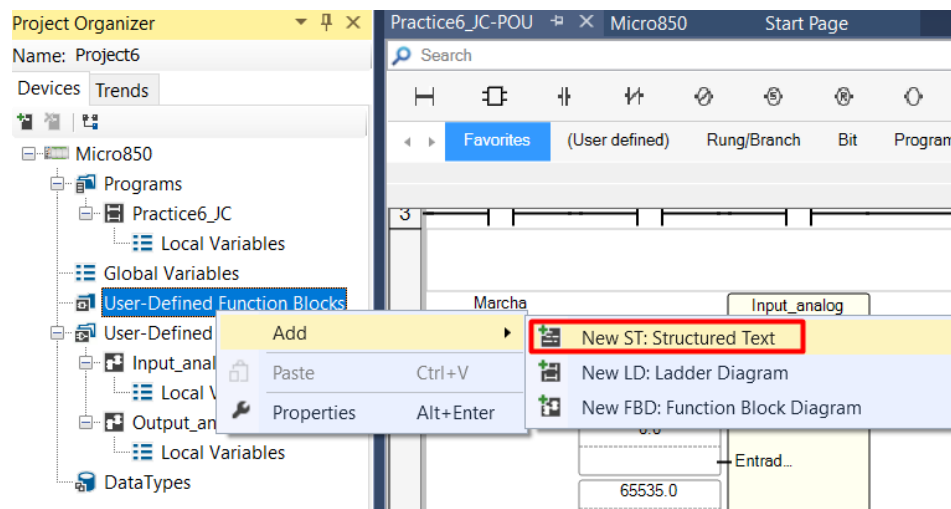 Project Organizer
Name: Project6
Devices Trends
Micro850
Programs
Practice6_JC
Local Variables
Global Variables
User-Defined Function Blocks
User-Defined
Input_anal
Local V
Output_an
Local Variables
DataTypes
Add
Paste Ctrl+V
Properties Alt+Enter
New ST: Structured Text
New LD: Ladder Diagram
New FBD: Function Block Diagram
Practice6_JC-POU Micro850 Start Page
Search
S R
Favorites (User defined) Rung/Branch Bit Program
3
Marcha Input_analog
0.0
Entrad...
65535.0